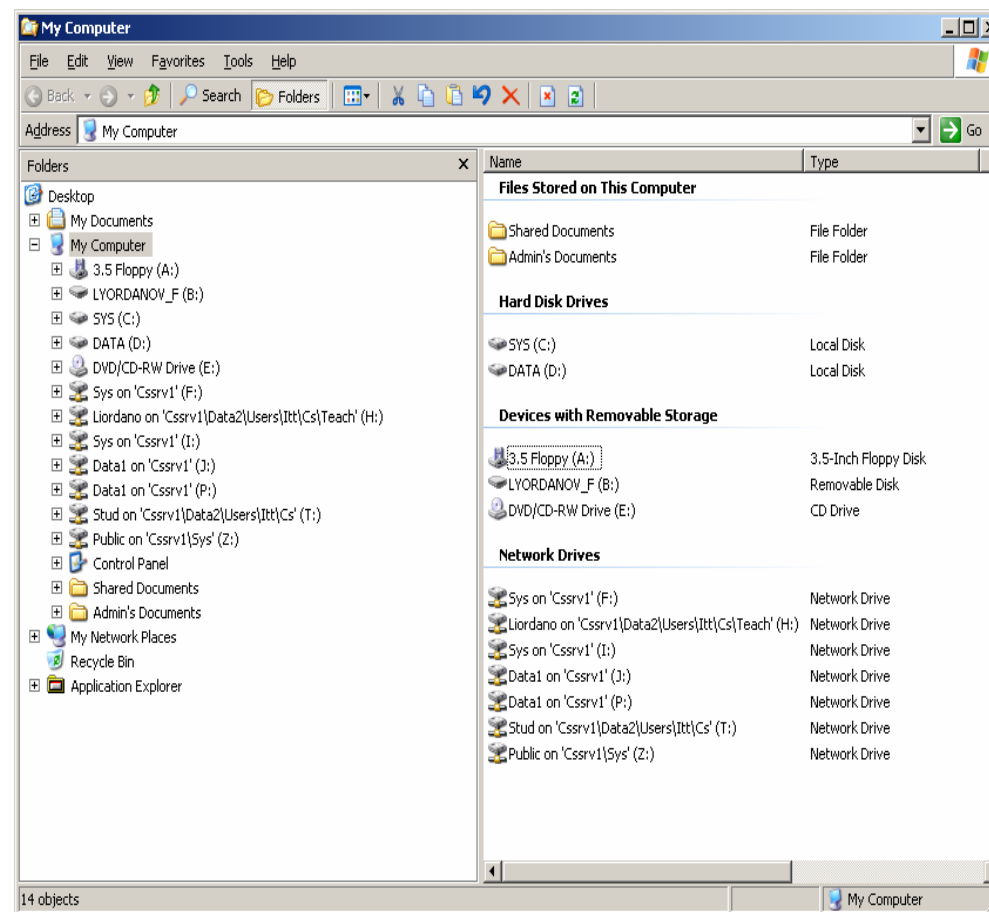 My Computer
File Edit View Favorites Tools Help
Back Search Folders
Address My Computer Go
Folders x
Desktop
My Documents
My Computer
3.5 Floppy (A:)
LYORDANOV_F (B:)
SYS (C:)
DATA (D:)
DVD/CD-RW Drive (E:)
Sys on 'Cssrv1' (F:)
Liordano on 'Cssrv1\Data2\Users\Itt\Cs\Teach' (H:)
Sys on 'Cssrv1' (I:)
Data1 on 'Cssrv1' (J:)
Data1 on 'Cssrv1' (P:)
Stud on 'Cssrv1\Data2\Users\Itt\Cs' (T:)
Public on 'Cssrv1\Sys' (Z:)
Control Panel
Shared Documents
Admin's Documents
My Network Places
Recycle Bin
Application Explorer
Name Type
Files Stored on This Computer
Shared Documents File Folder
Admin's Documents File Folder
Hard Disk Drives
SYS (C:) Local Disk
DATA (D:) Local Disk
Devices with Removable Storage
3.5 Floppy (A:) 3.5-Inch Floppy Disk
LYORDANOV_F (B:) Removable Disk
DVD/CD-RW Drive (E:) CD Drive
Network Drives
Sys on 'Cssrv1' (F:) Network Drive
Liordano on 'Cssrv1\Data2\Users\Itt\Cs\Teach' (H:) Network Drive
Sys on 'Cssrv1' (I:) Network Drive
Data1 on 'Cssrv1' (J:) Network Drive
Data1 on 'Cssrv1' (P:) Network Drive
Stud on 'Cssrv1\Data2\Users\Itt\Cs' (T:) Network Drive
Public on 'Cssrv1\Sys' (Z:) Network Drive
14 objects My Computer